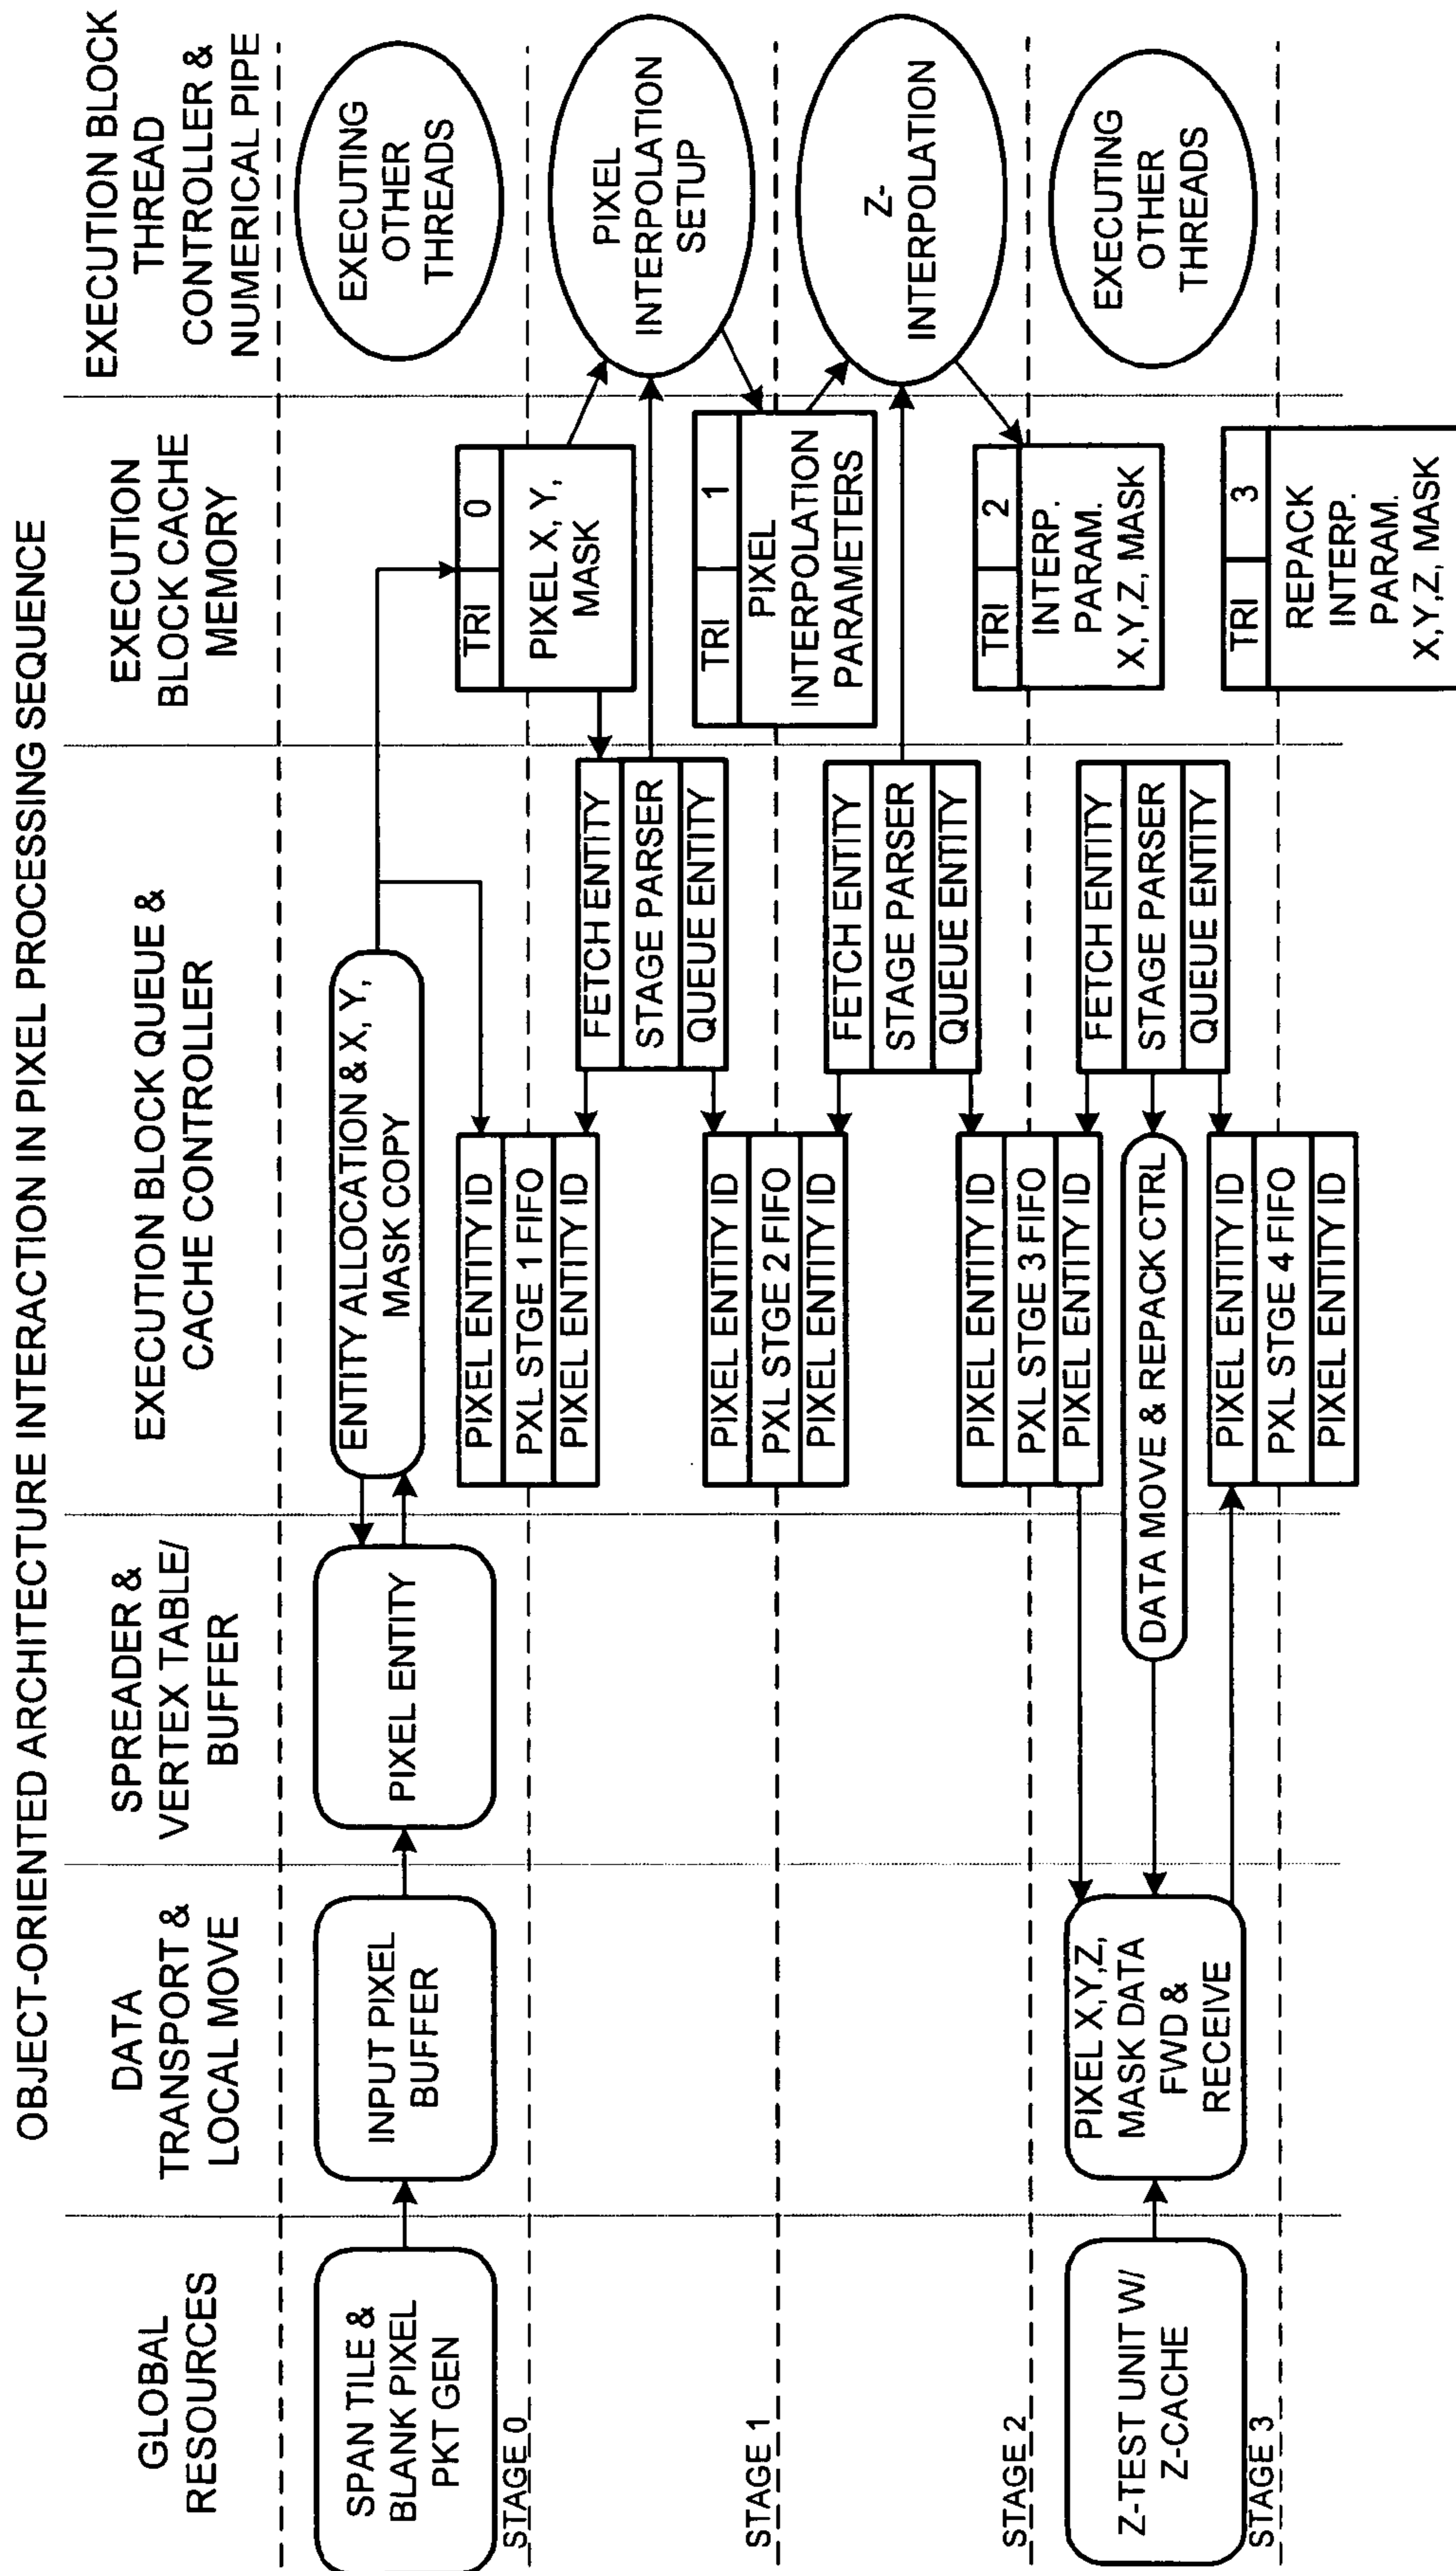 OBJECT-ORIENTED ARCHITECTURE INTERACTION IN PIXEL PROCESSING SEQUENCE
GLOBAL
RESOURCES
DATA
TRANSPORT &
LOCAL MOVE
SPREADER &
VERTEX TABLE/
BUFFER
EXECUTION BLOCK QUEUE &
CACHE CONTROLLER
EXECUTION
BLOCK CACHE
MEMORY
EXECUTION BLOCK
THREAD
CONTROLLER &
NUMERICAL PIPE
SPAN TILE &
BLANK PIXEL
PKT GEN
INPUT PIXEL
BUFFER
PIXEL ENTITY
ENTITY ALLOCATION & X, Y,
MASK COPY
EXECUTING
OTHER
THREADS
PIXEL ENTITY ID
PXL STGE 1 FIFO
PIXEL ENTITY ID
TRI 0
PIXEL X, Y,
MASK
STAGE 0
FETCH ENTITY
STAGE PARSER
QUEUE ENTITY
PIXEL
INTERPOLATION
SETUP
PIXEL ENTITY ID
PXL STGE 2 FIFO
PIXEL ENTITY ID
TRI 1
PIXEL
INTERPOLATION
PARAMETERS
STAGE 1
FETCH ENTITY
STAGE PARSER
QUEUE ENTITY
Z-
INTERPOLATION
PIXEL ENTITY ID
PXL STGE 3 FIFO
PIXEL ENTITY ID
TRI 2
INTERP.
PARAM.
X,Y,Z, MASK
STAGE 2
Z-TEST UNIT W/
Z-CACHE
PIXEL X,Y,Z,
MASK DATA
FWD &
RECEIVE
DATA MOVE & REPACK CTRL
FETCH ENTITY
STAGE PARSER
QUEUE ENTITY
EXECUTING
OTHER
THREADS
PIXEL ENTITY ID
PXL STGE 4 FIFO
PIXEL ENTITY ID
TRI 3
REPACK
INTERP.
PARAM.
X,Y,Z, MASK
STAGE 3